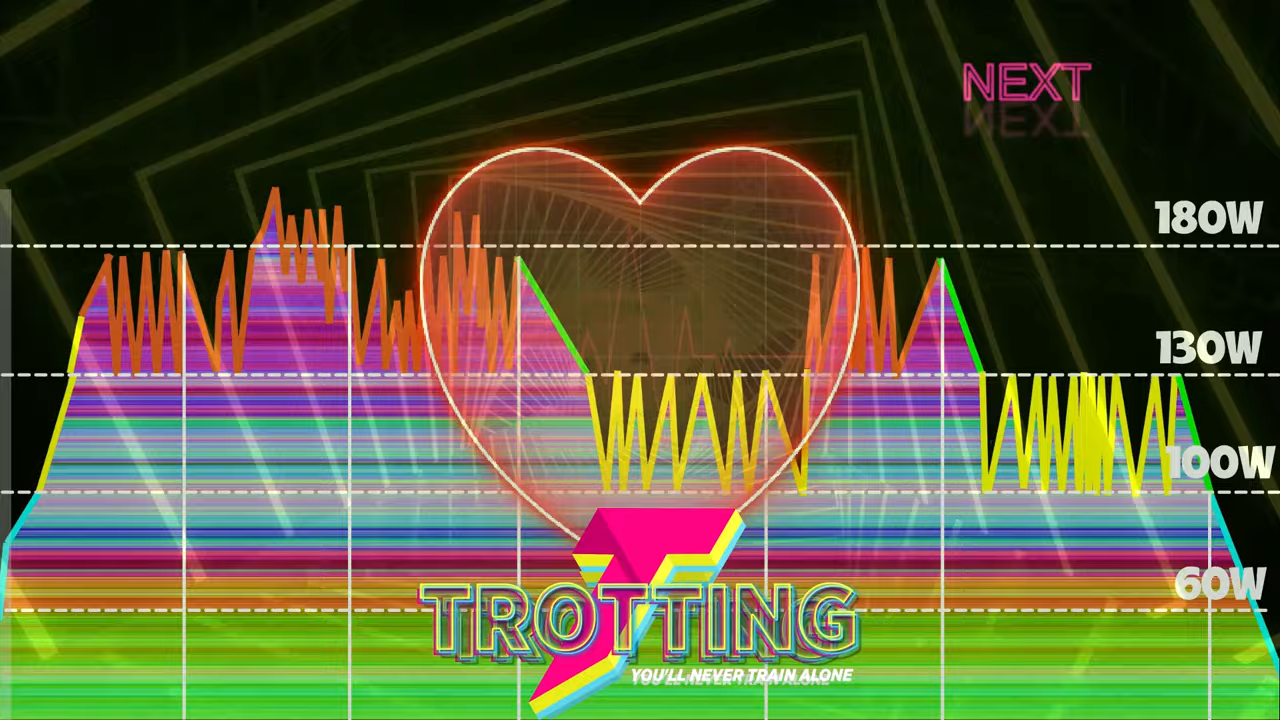 NEXT
180W
130W
100W
60W
TROTTING
YOU'LL NEVER TRAIN ALONE